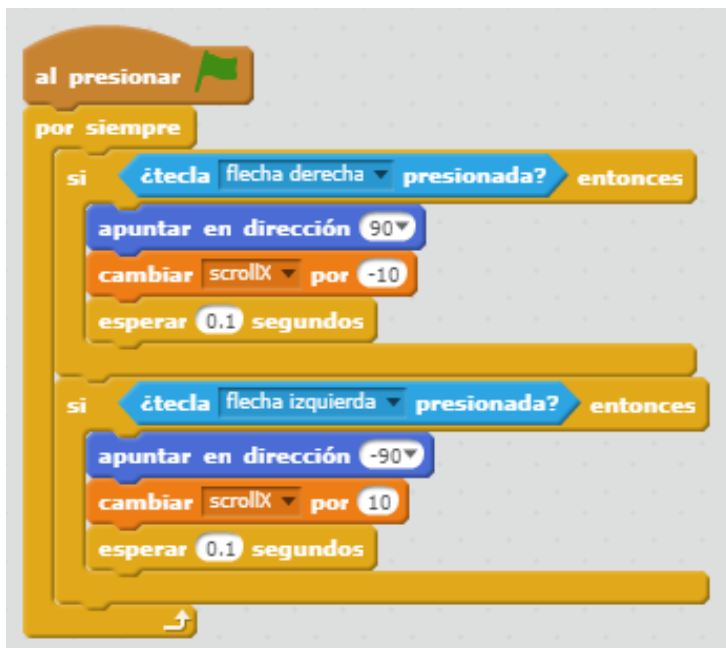 al presionar
por siempre
si ¿tecla flecha derecha presionada? entonces
apuntar en dirección 90
cambiar scrollX por -10
esperar 0.1 segundos
si ¿tecla flecha izquierda presionada? entonces
apuntar en dirección -90
cambiar scrollX por 10
esperar 0.1 segundos